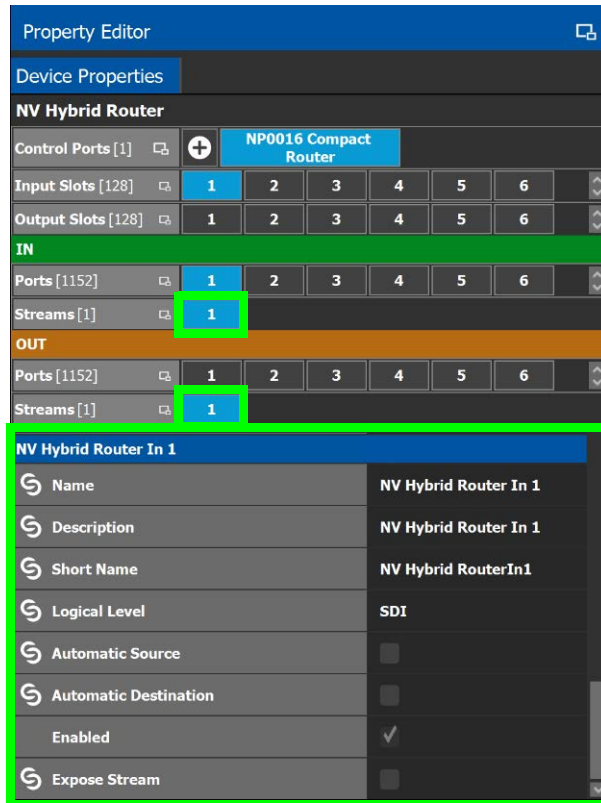 Property Editor
Device Properties
NV Hybrid Router
Control Ports [1] NP0016 Compact
Router
Input Slots [128] 1 2 3 4 5 6
Output Slots [128] 1 2 3 4 5 6
IN
Ports [1152] 1 2 3 4 5 6
Streams [1] 1
OUT
Ports [1152] 1 2 3 4 5 6
Streams [1] 1
NV Hybrid Router In 1
Name NV Hybrid Router In 1
Description NV Hybrid Router In 1
Short Name NV Hybrid RouterIn1
Logical Level SDI
Automatic Source
Automatic Destination
Enabled
Expose Stream